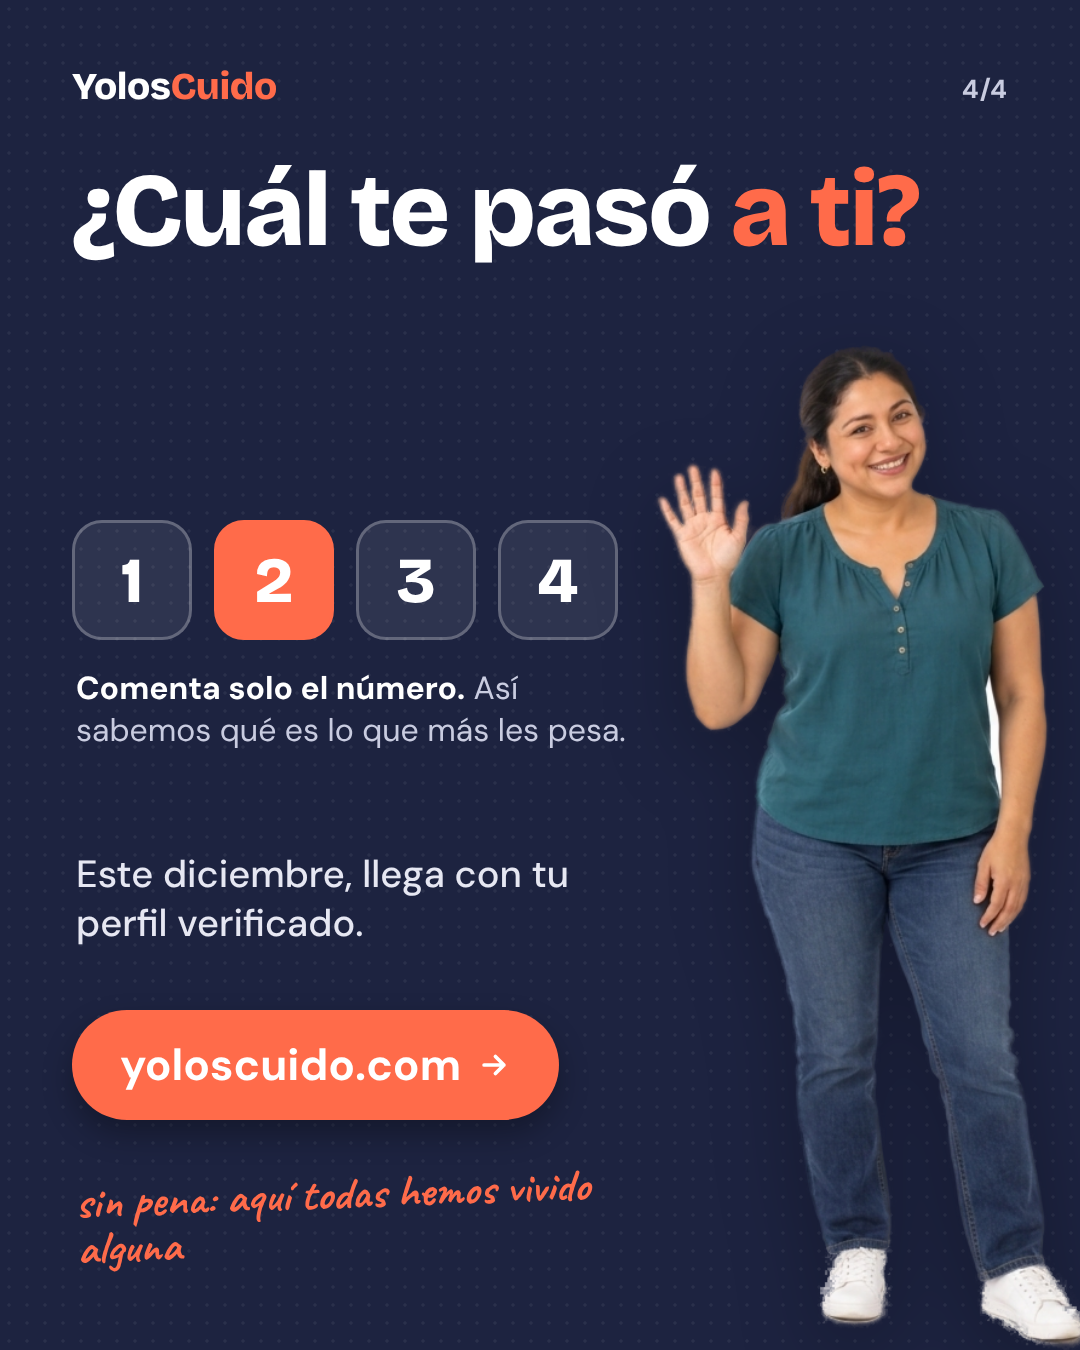 YolosCuido
4/4
¿Cuál te pasó a ti?
1 2 3 4
Comenta solo el número. Así
sabemos qué es lo que más les pesa.
Este diciembre, llega con tu
perfil verificado.
yoloscuido.com →
sin pena: aquí todas hemos vivido
alguna